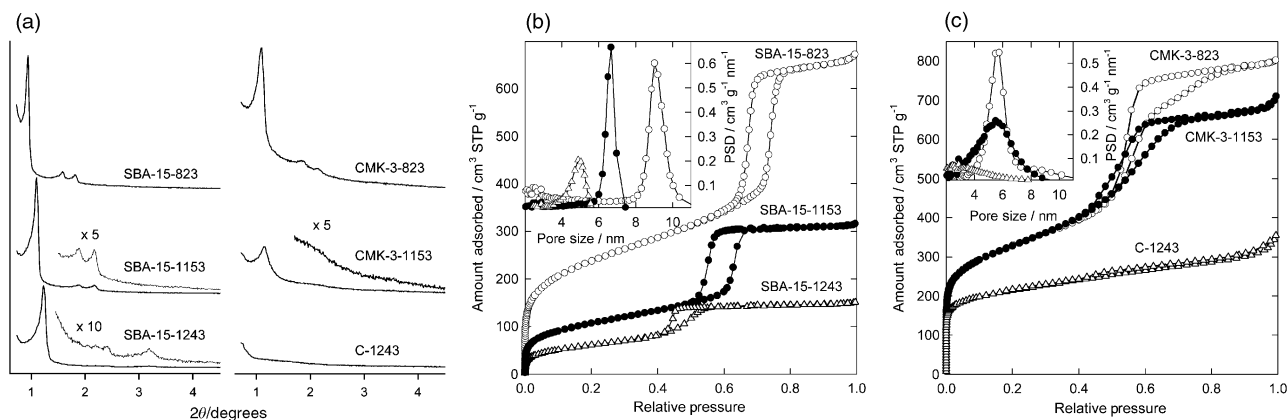 (a)
SBA-15-823
x 5
SBA-15-1153
x 10
SBA-15-1243
1 2 3 4
CMK-3-823
x 5
CMK-3-1153
C-1243
1 2 3 4
2θ/degrees
(b)
Amount adsorbed / cm³ STP g⁻¹
600
500
400
300
200
100
0
0.0 0.2 0.4 0.6 0.8 1.0
Relative pressure
SBA-15-823
SBA-15-1153
SBA-15-1243
PSD / cm³ g⁻¹ nm⁻¹
0.6
0.5
0.4
0.3
0.2
0.1
4 6 8 10
Pore size / nm
(c)
Amount adsorbed / cm³ STP g⁻¹
800
700
600
500
400
300
200
100
0
0.0 0.2 0.4 0.6 0.8 1.0
Relative pressure
CMK-3-823
CMK-3-1153
C-1243
PSD / cm³ g⁻¹ nm⁻¹
0.5
0.4
0.3
0.2
0.1
4 6 8 10
Pore size / nm